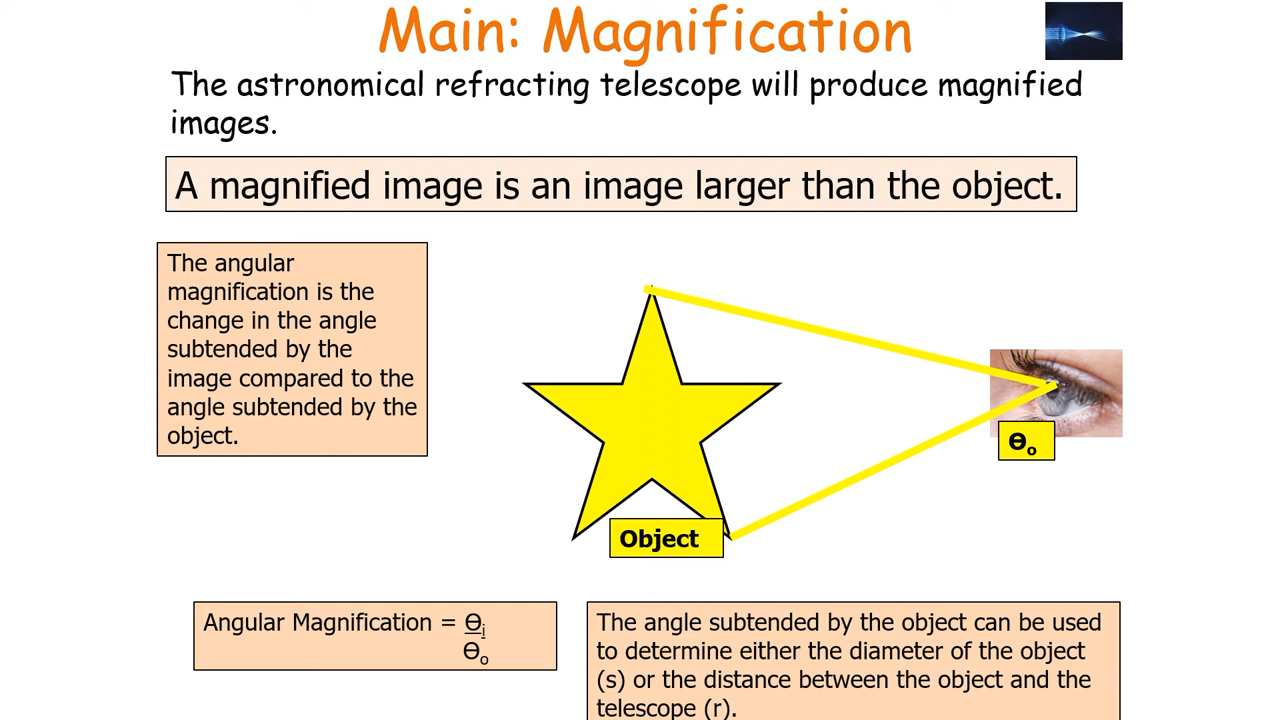 Main: Magnification
The astronomical refracting telescope will produce magnified
images.
A magnified image is an image larger than the object.
The angular
magnification is the
change in the angle
subtended by the
image compared to the
angle subtended by the
object.
ϴo
Object
Angular Magnification = ϴi
ϴo
The angle subtended by the object can be used
to determine either the diameter of the object
(s) or the distance between the object and the
telescope (r).